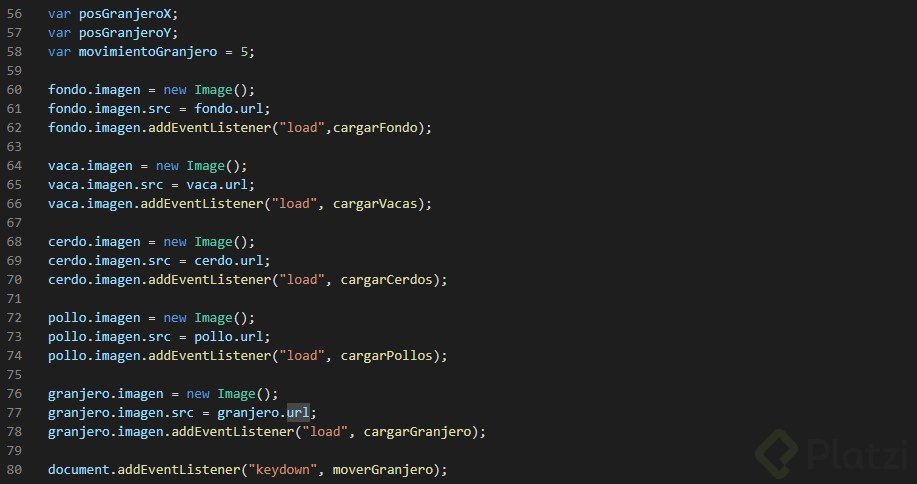 56 var posGranjeroX;
57 var posGranjeroY;
58 var movimientoGranjero = 5;
59
60 fondo.imagen = new Image();
61 fondo.imagen.src = fondo.url;
62 fondo.imagen.addEventListener("load",cargarFondo);
63
64 vaca.imagen = new Image();
65 vaca.imagen.src = vaca.url;
66 vaca.imagen.addEventListener("load", cargarVacas);
67
68 cerdo.imagen = new Image();
69 cerdo.imagen.src = cerdo.url;
70 cerdo.imagen.addEventListener("load", cargarCerdos);
71
72 pollo.imagen = new Image();
73 pollo.imagen.src = pollo.url;
74 pollo.imagen.addEventListener("load", cargarPollos);
75
76 granjero.imagen = new Image();
77 granjero.imagen.src = granjero.url;
78 granjero.imagen.addEventListener("load", cargarGranjero);
79
80 document.addEventListener("keydown", moverGranjero);
Platzi